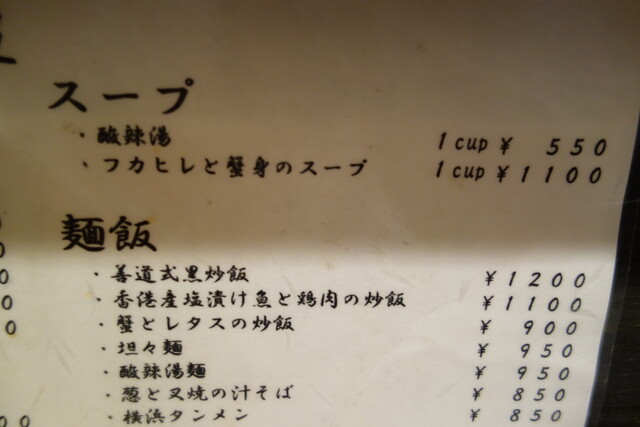 スープ
・酸辣湯 1cup ¥ 550
・フカヒレと蟹身のスープ 1cup ¥1100
麺飯
・善道式黒炒飯 ¥1200
・香港産塩漬け魚と鶏肉の炒飯 ¥1100
・蟹とレタスの炒飯 ¥ 900
・坦々麺 ¥ 950
・酸辣湯麺 ¥ 950
・葱と叉焼の汁そば ¥ 850
・横浜タンメン ¥ 850